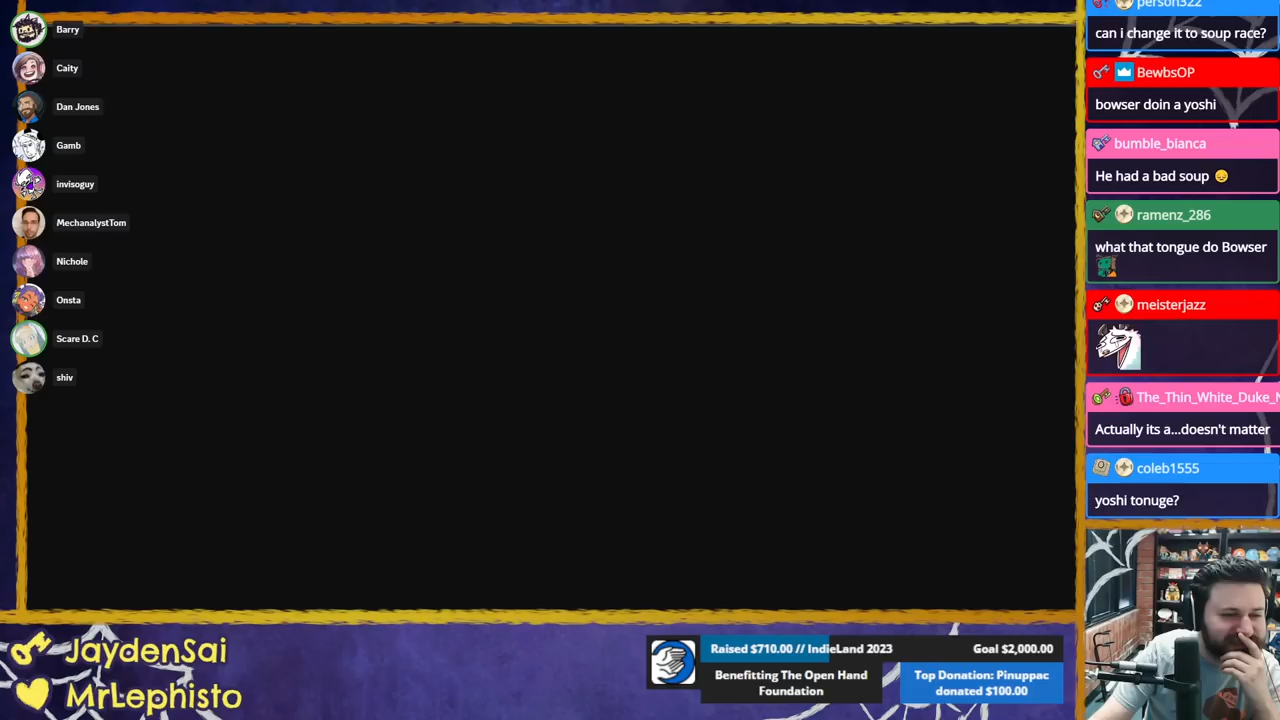 Barry
Caity
Dan Jones
Gamb
invisoguy
MechanalystTom
Nichole
Onsta
Scare D. C
shiv
person322
can i change it to soup race?
BewbsOP
bowser doin a yoshi
bumble_bianca
He had a bad soup 😞
ramenz_286
what that tongue do Bowser
meisterjazz
The_Thin_White_Duke_
Actually its a...doesn't matter
coleb1555
yoshi tonuge?
JaydenSai
MrLephisto
Raised $710.00 // IndieLand 2023
Goal $2,000.00
Benefitting The Open Hand
Foundation
Top Donation: Pinuppac
donated $100.00